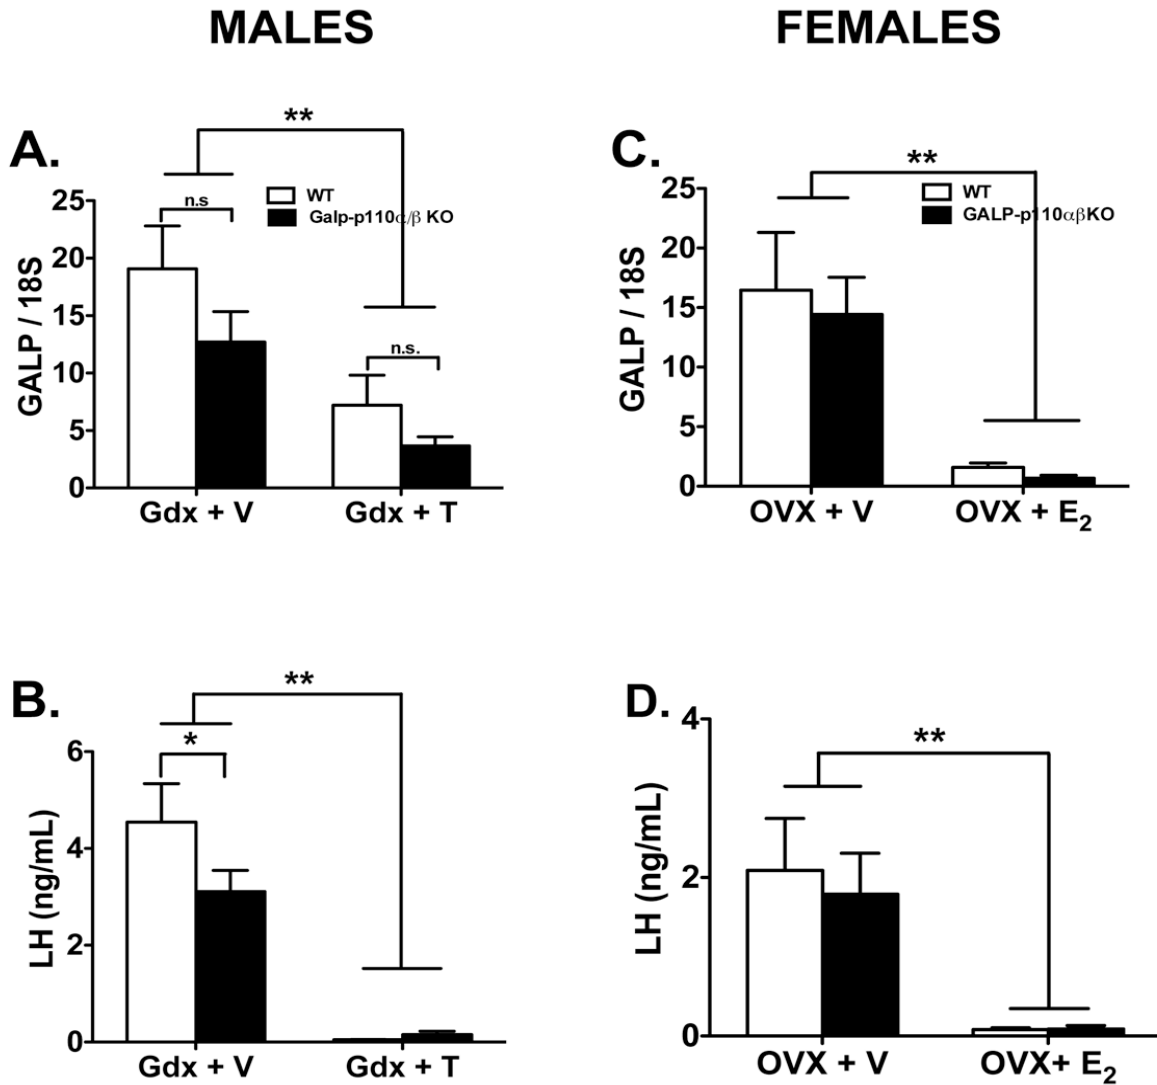 MALES
FEMALES
A.
**
n.s
WT
Galp-p110α/β KO
n.s.
GALP / 18S
25
20
15
10
5
0
Gdx + V
Gdx + T
C.
**
WT
GALP-p110αβKO
GALP / 18S
25
20
15
10
5
0
OVX + V
OVX + E₂
B.
**
*
LH (ng/mL)
6
4
2
0
Gdx + V
Gdx + T
D.
**
LH (ng/mL)
4
2
0
OVX + V
OVX+ E₂